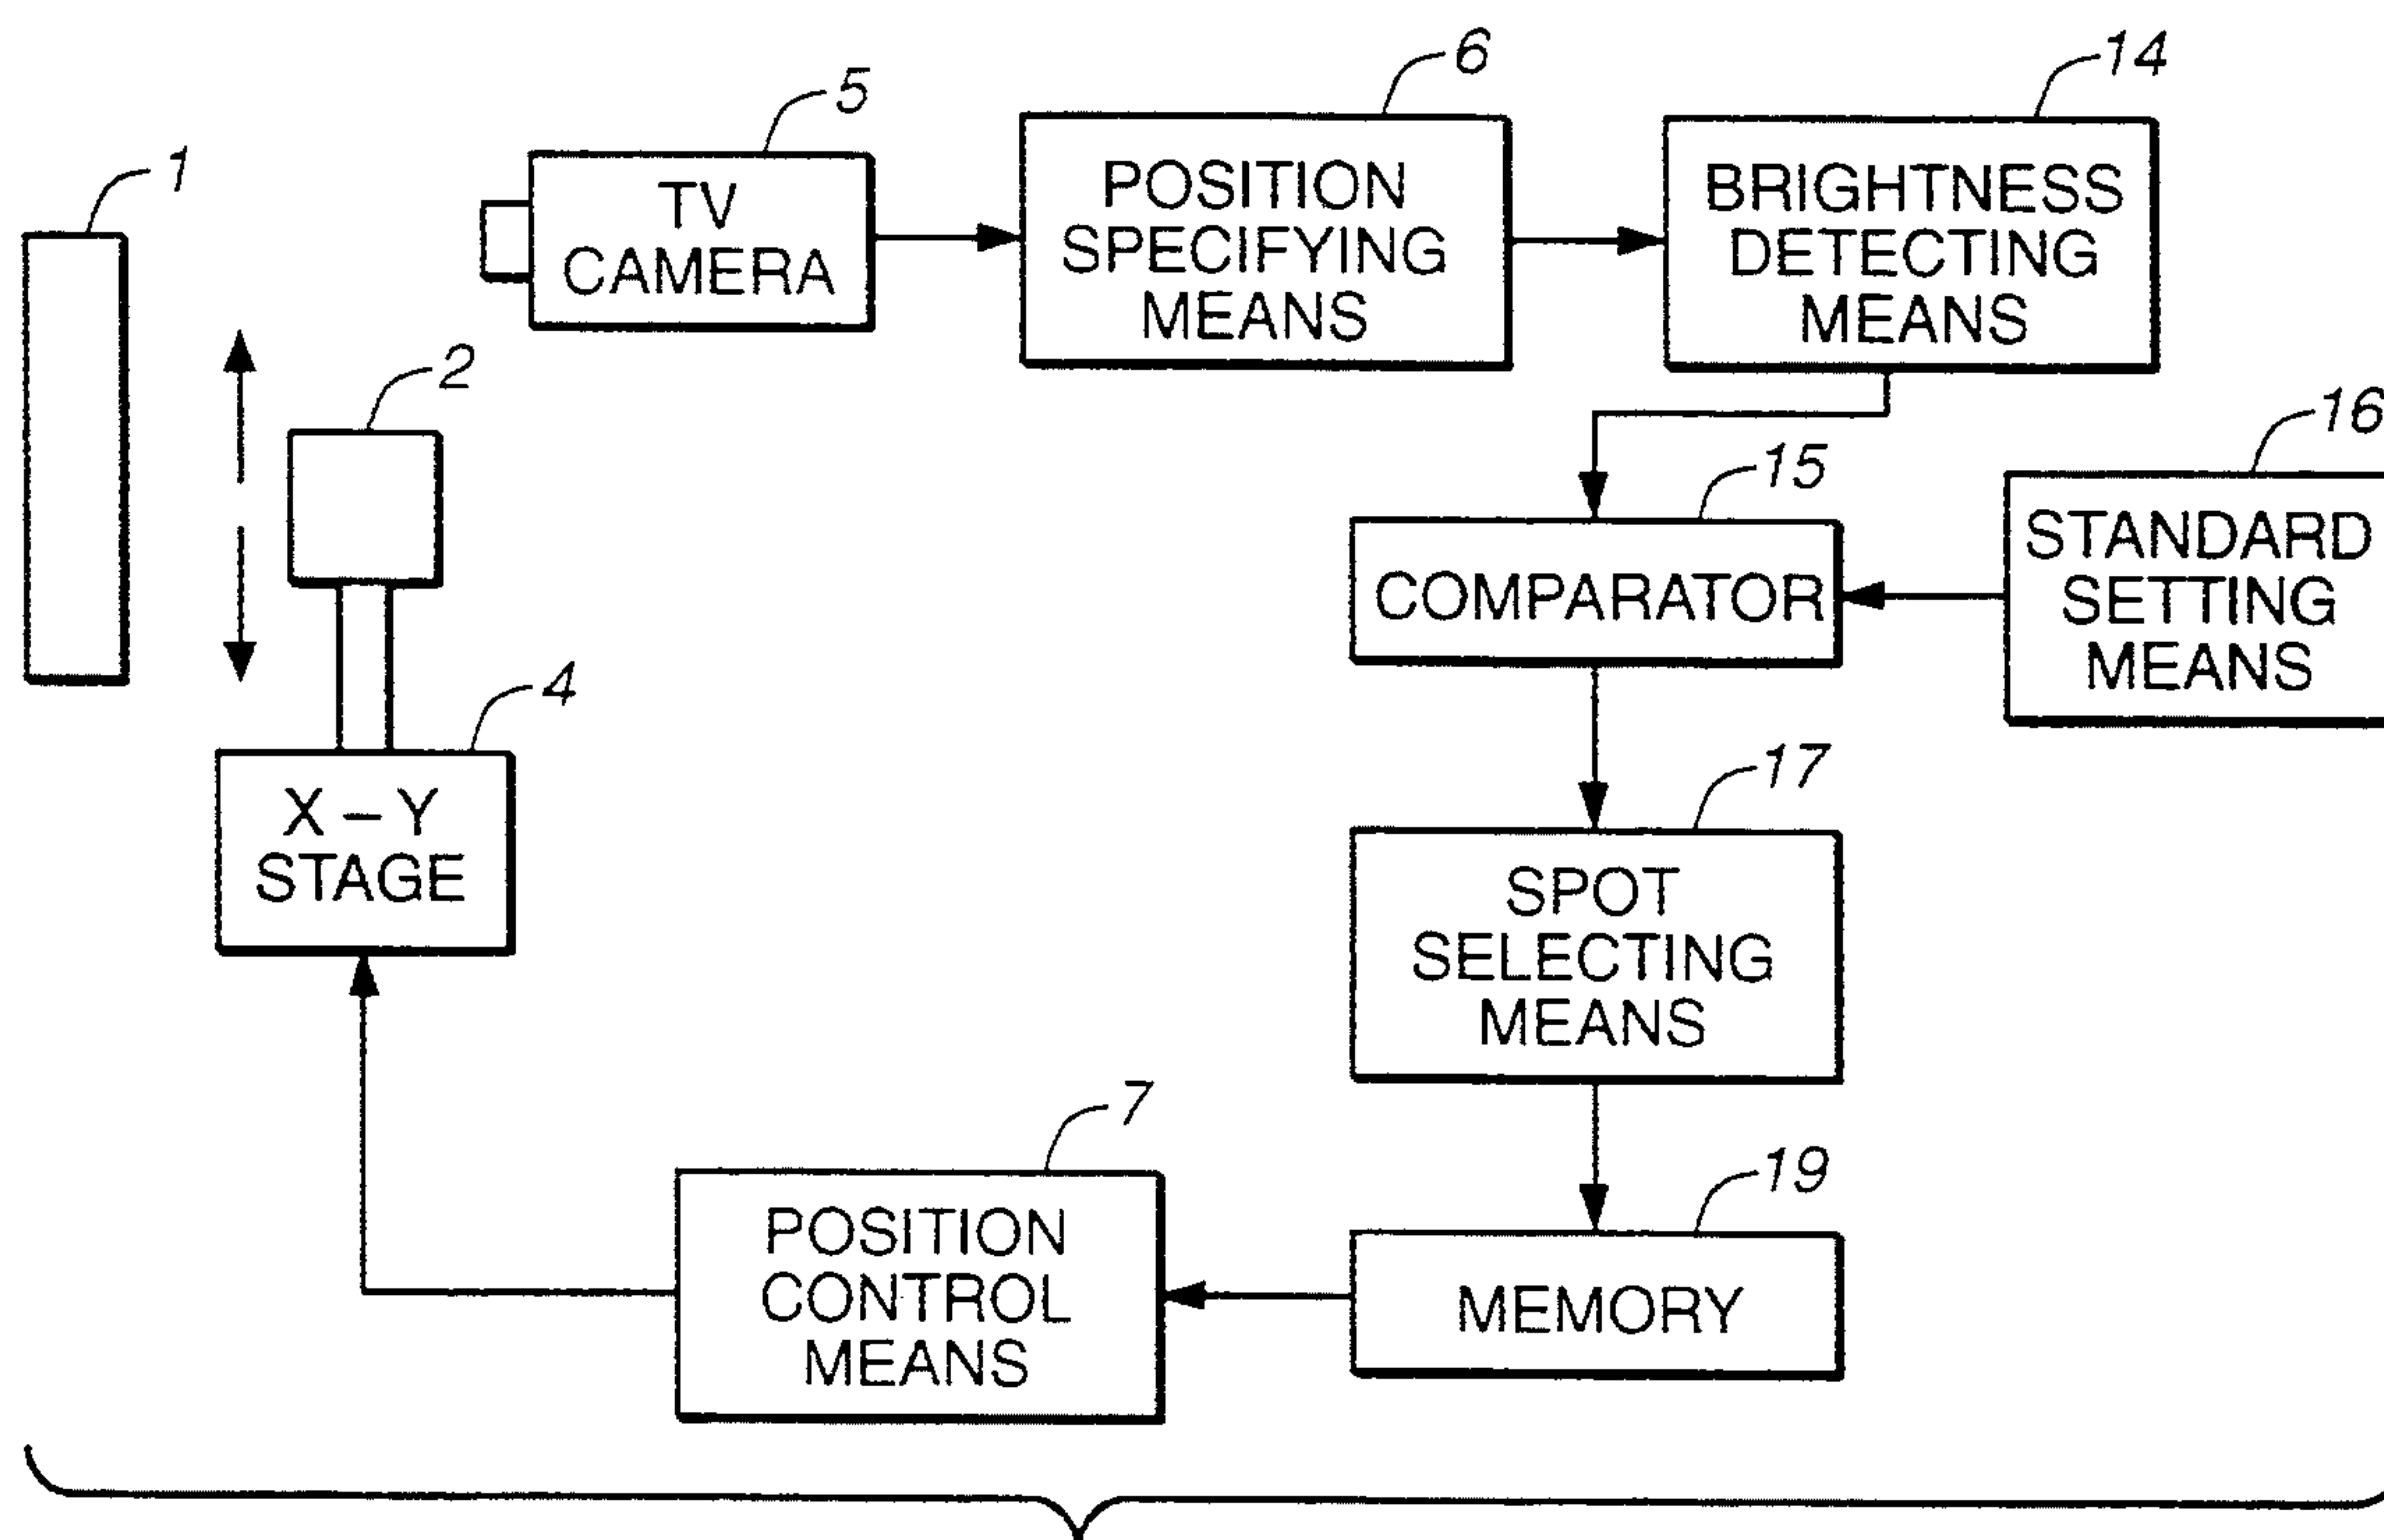 1
2
4
X – Y
STAGE
5
TV
CAMERA
6
POSITION
SPECIFYING
MEANS
14
BRIGHTNESS
DETECTING
MEANS
15
COMPARATOR
16
STANDARD
SETTING
MEANS
17
SPOT
SELECTING
MEANS
19
MEMORY
7
POSITION
CONTROL
MEANS